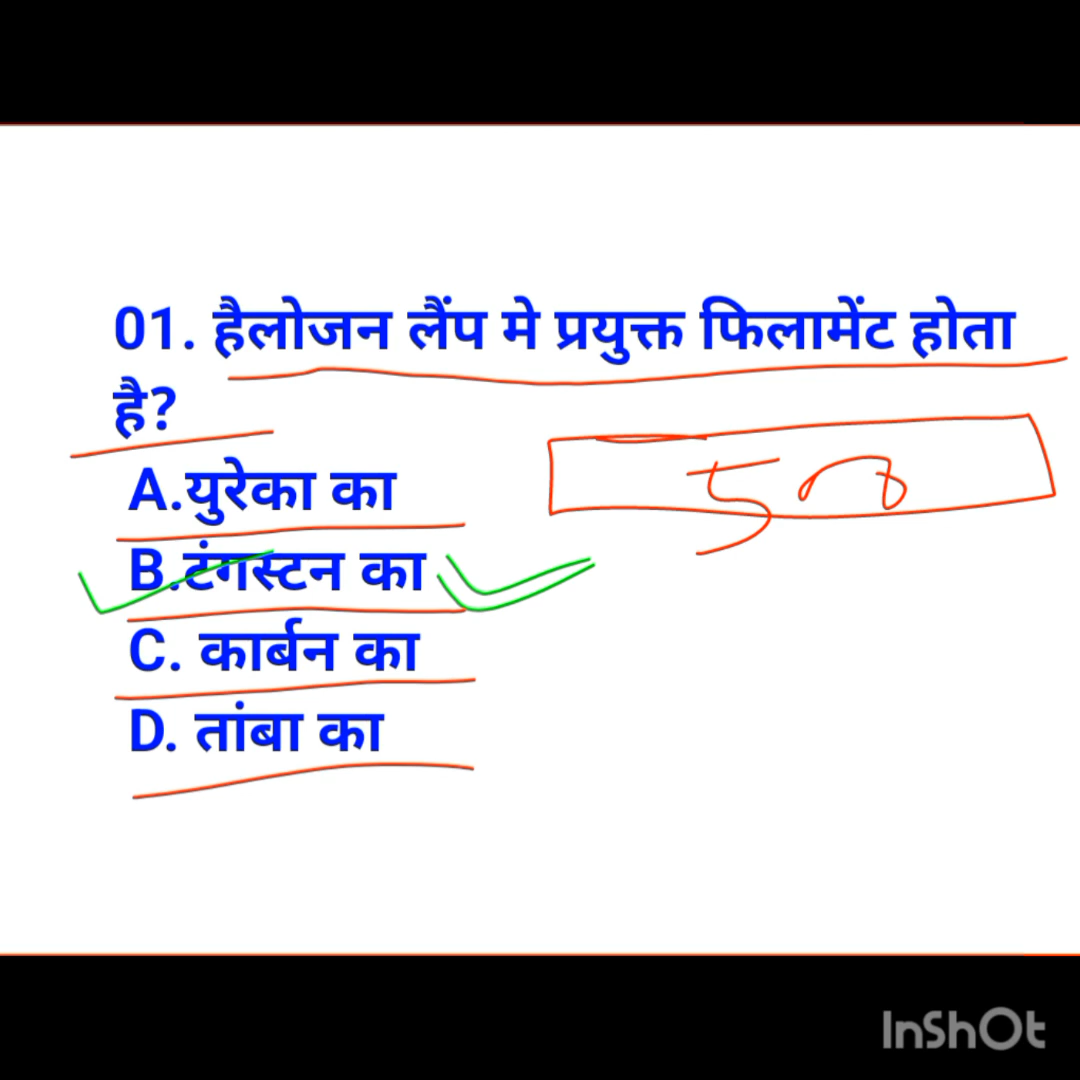 01. हैलोजन लैंप मे प्रयुक्त फिलामेंट होता
है?
A.युरेका का
B.टंगस्टन का
C. कार्बन का
D. तांबा का
InShOt